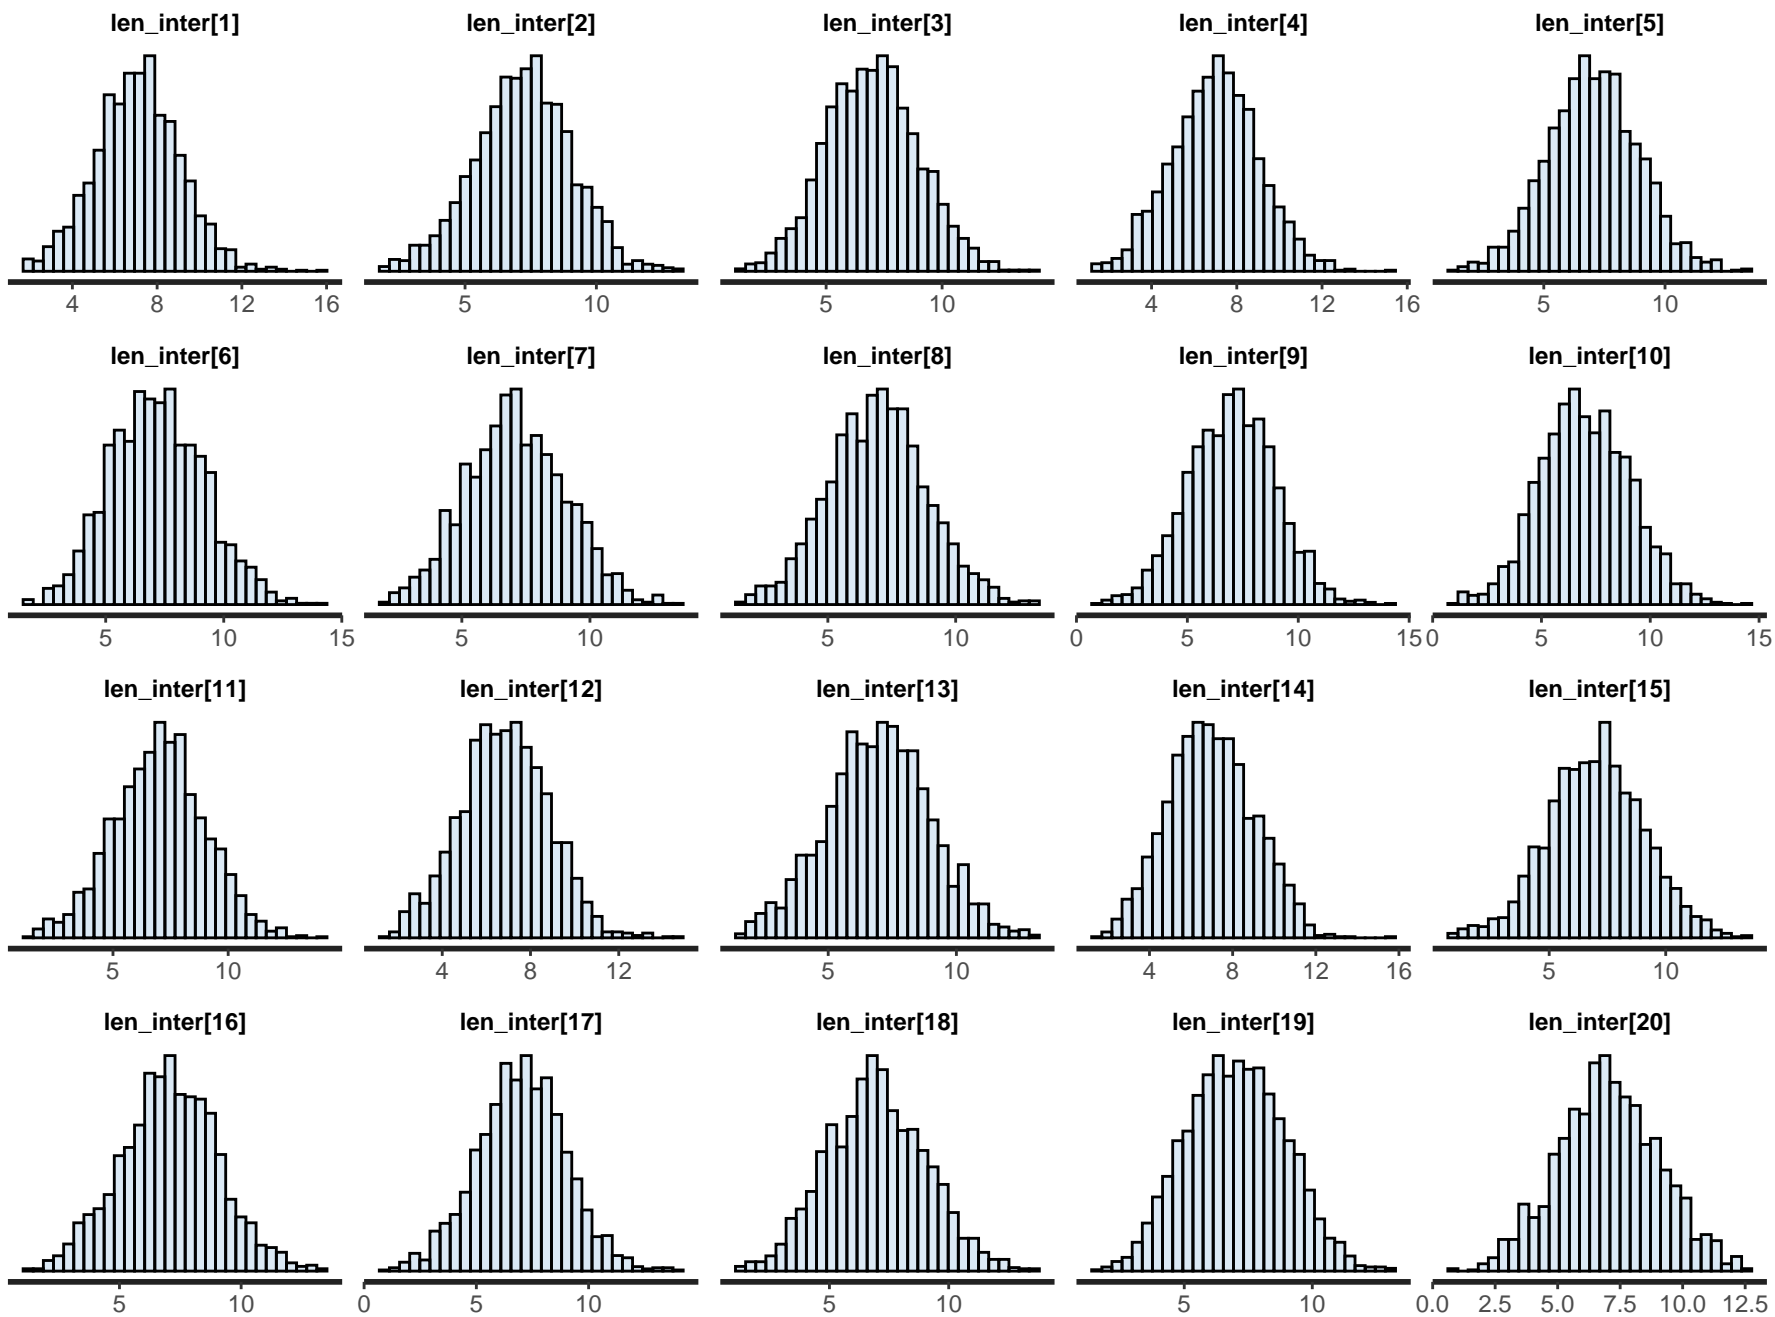 len_inter[1] len_inter[2] len_inter[3] len_inter[4] len_inter[5]
4 8 12 16 5 10 5 10 4 8 12 16 5 10
len_inter[6] len_inter[7] len_inter[8] len_inter[9] len_inter[10]
5 10 15 5 10 5 10 0 5 10 15 0 5 10 15
len_inter[11] len_inter[12] len_inter[13] len_inter[14] len_inter[15]
5 10 4 8 12 5 10 4 8 12 16 5 10
len_inter[16] len_inter[17] len_inter[18] len_inter[19] len_inter[20]
5 10 0 5 10 5 10 5 10 0.0 2.5 5.0 7.5 10.0 12.5